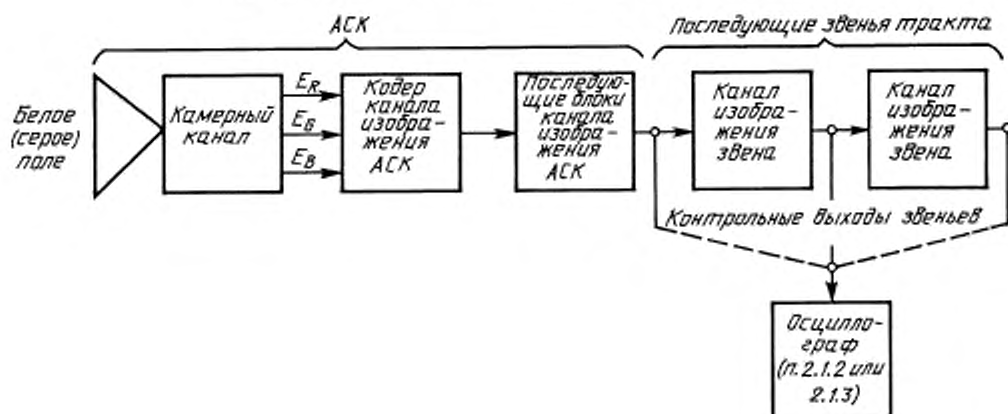 АСК
Последующие звенья тракта
Белое
(серое)
поле
Камерный
канал
E_R
E_G
E_B
Кодер
канала
изобра-
жения
АСК
Последую-
щие блоки
канала
изобра-
жения
АСК
Канал
изобра-
жения
звена
Канал
изобра-
жения
звена
Контрольные выходы звеньев
Осцилло-
граф
(п.2.1.2 или
2.1.3)